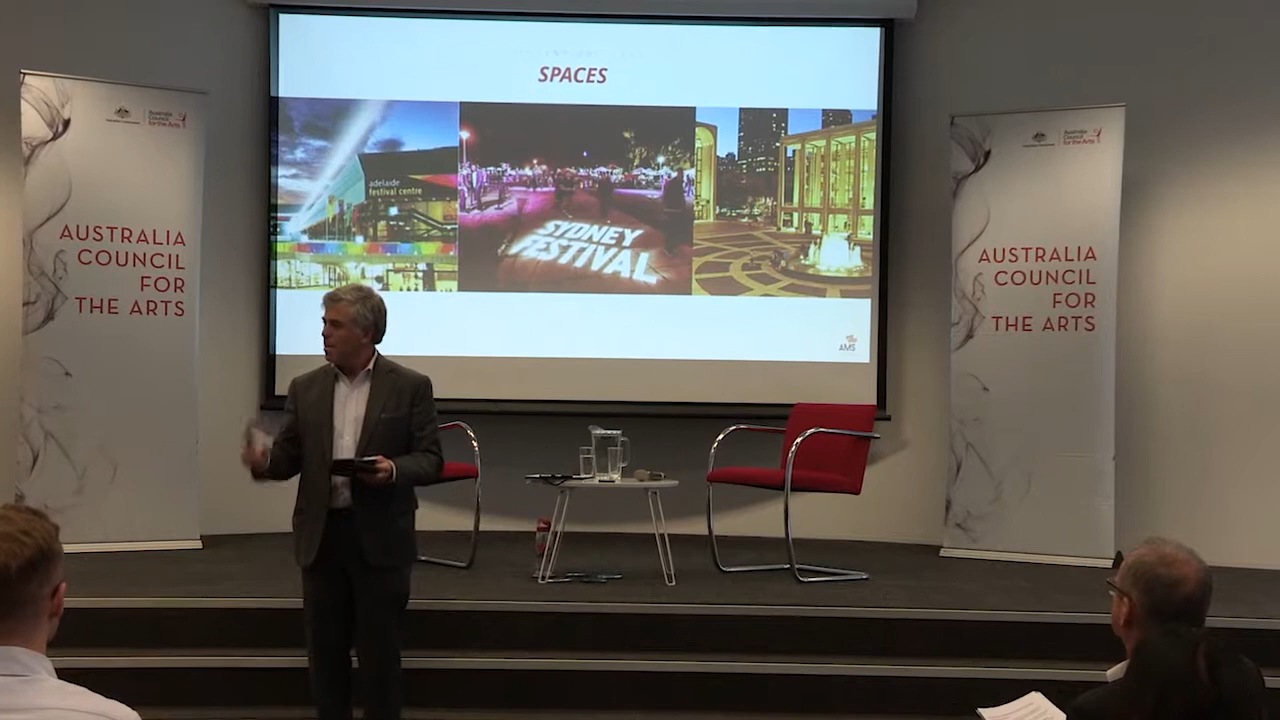 SPACES
adelaide
festival centre
SYDNEY
FESTIVAL
AMS
Australia
Council
for the Arts
AUSTRALIA
COUNCIL
FOR
THE ARTS
Australia
Council
for the Arts
AUSTRALIA
COUNCIL
FOR
THE ARTS